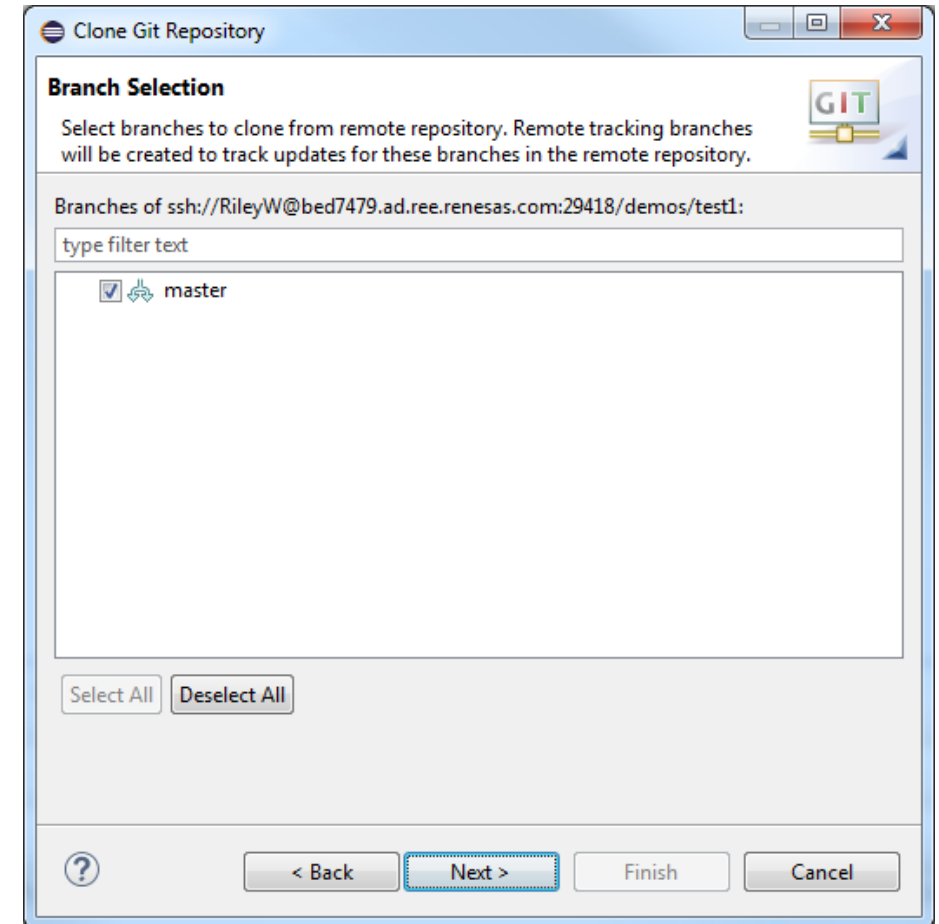 Clone Git Repository
Branch Selection
GIT
Select branches to clone from remote repository. Remote tracking branches
will be created to track updates for these branches in the remote repository.
Branches of ssh://RileyW@bed7479.ad.ree.renesas.com:29418/demos/test1:
type filter text
master
Select All
Deselect All
?
< Back
Next >
Finish
Cancel